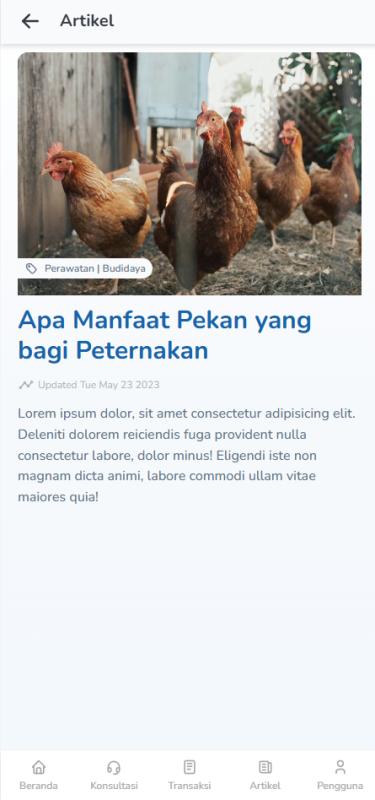 Artikel
Perawatan | Budidaya
Apa Manfaat Pekan yang
bagi Peternakan
Updated Tue May 23 2023
Lorem ipsum dolor, sit amet consectetur adipisicing elit.
Deleniti dolorem reiciendis fuga provident nulla
consectetur labore, dolor minus! Eligendi iste non
magnam dicta animi, labore commodi ullam vitae
maiores quia!
Beranda
Konsultasi
Transaksi
Artikel
Pengguna